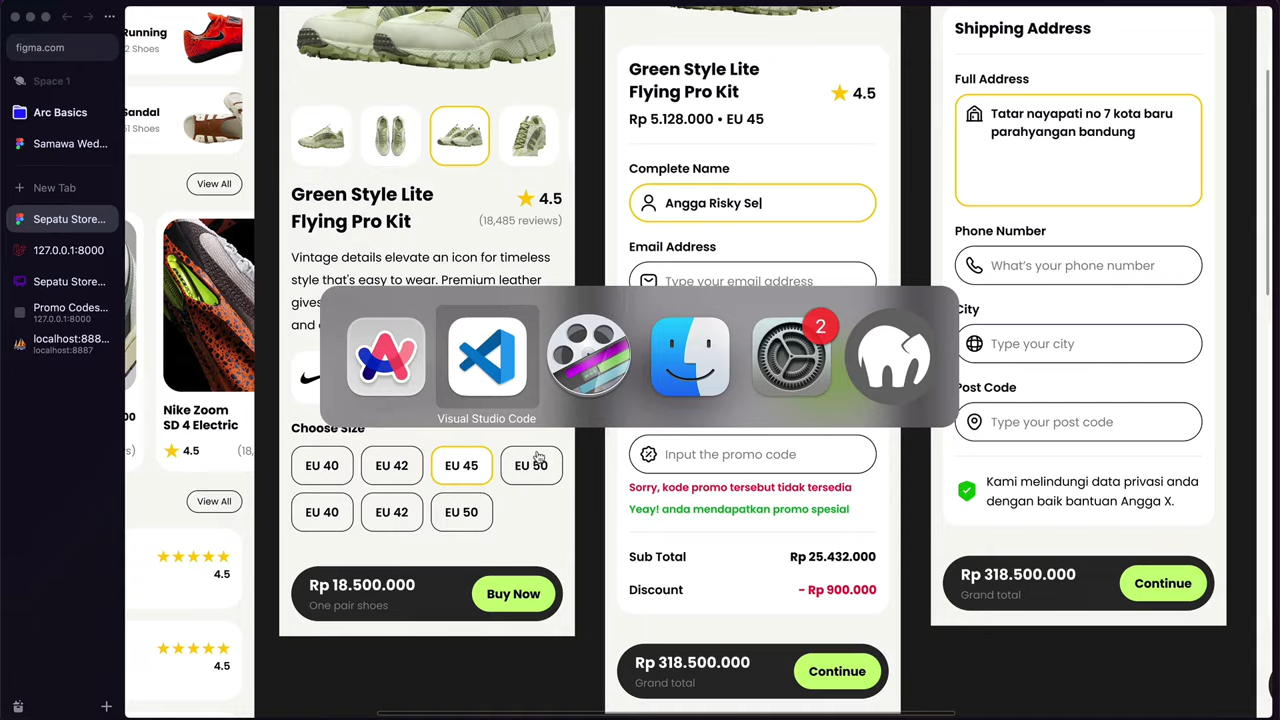 figma.com
Space 1
Arc Basics
Samawa Wed...
New Tab
Sepatu Store...
127.0.0.1:8000
Sepatu Store...
Promo Codes...
127.0.0.1:8000
localhost:888...
localhost:8887
Running
2 Shoes
Sandal
51 Shoes
View All
Nike Zoom
SD 4 Electric
4.5
(18,
View All
4.5
4.5
Green Style Lite
Flying Pro Kit
4.5
(18,485 reviews)
Vintage details elevate an icon for timeless
style that's easy to wear. Premium leather
gives
and
Choose Size
EU 40
EU 42
EU 45
EU 50
EU 40
EU 42
EU 50
Rp 18.500.000
One pair shoes
Buy Now
Green Style Lite
Flying Pro Kit
4.5
Rp 5.128.000 • EU 45
Complete Name
Angga Risky Se
Email Address
Type your email address
2
Visual Studio Code
Input the promo code
Sorry, kode promo tersebut tidak tersedia
Yeay! anda mendapatkan promo spesial
Sub Total
Rp 25.432.000
Discount
- Rp 900.000
Rp 318.500.000
Grand total
Continue
Shipping Address
Full Address
Tatar nayapati no 7 kota baru
parahyangan bandung
Phone Number
What's your phone number
City
Type your city
Post Code
Type your post code
Kami melindungi data privasi anda
dengan baik bantuan Angga X.
Rp 318.500.000
Grand total
Continue